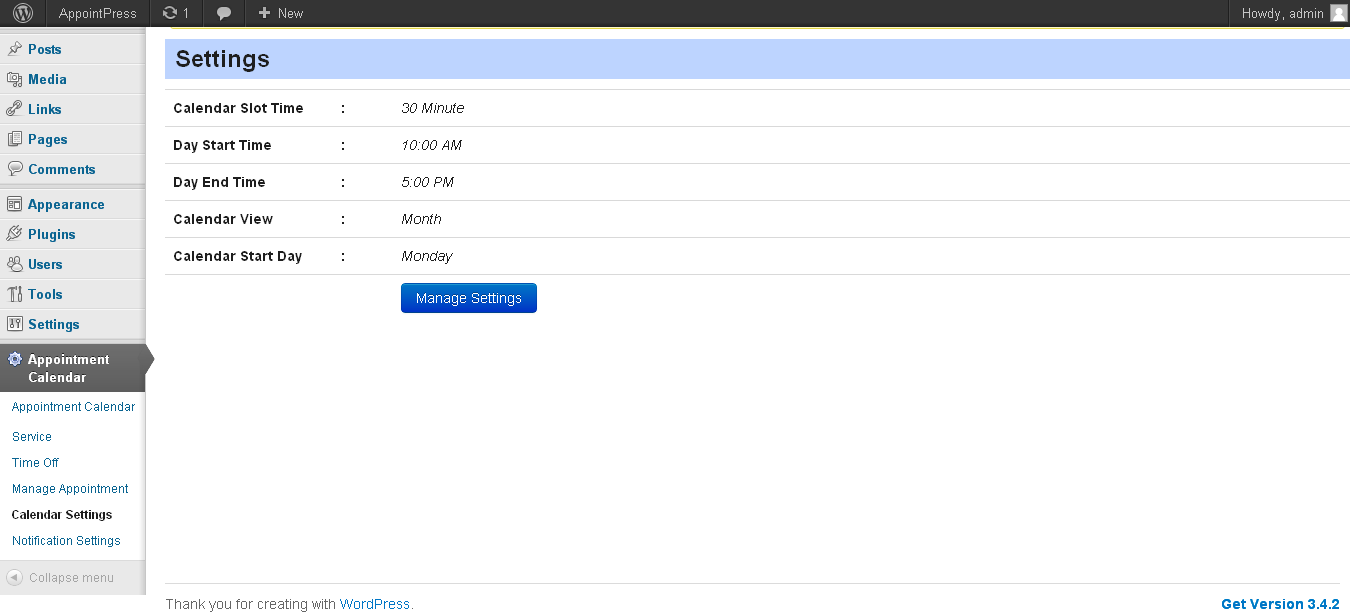 AppointPress 1 + New Howdy, admin
Posts
Media
Links
Pages
Comments
Appearance
Plugins
Users
Tools
Settings
Appointment
Calendar
Appointment Calendar
Service
Time Off
Manage Appointment
Calendar Settings
Notification Settings
Collapse menu
Settings
Calendar Slot Time : 30 Minute
Day Start Time : 10:00 AM
Day End Time : 5:00 PM
Calendar View : Month
Calendar Start Day : Monday
Manage Settings
Thank you for creating with WordPress. Get Version 3.4.2